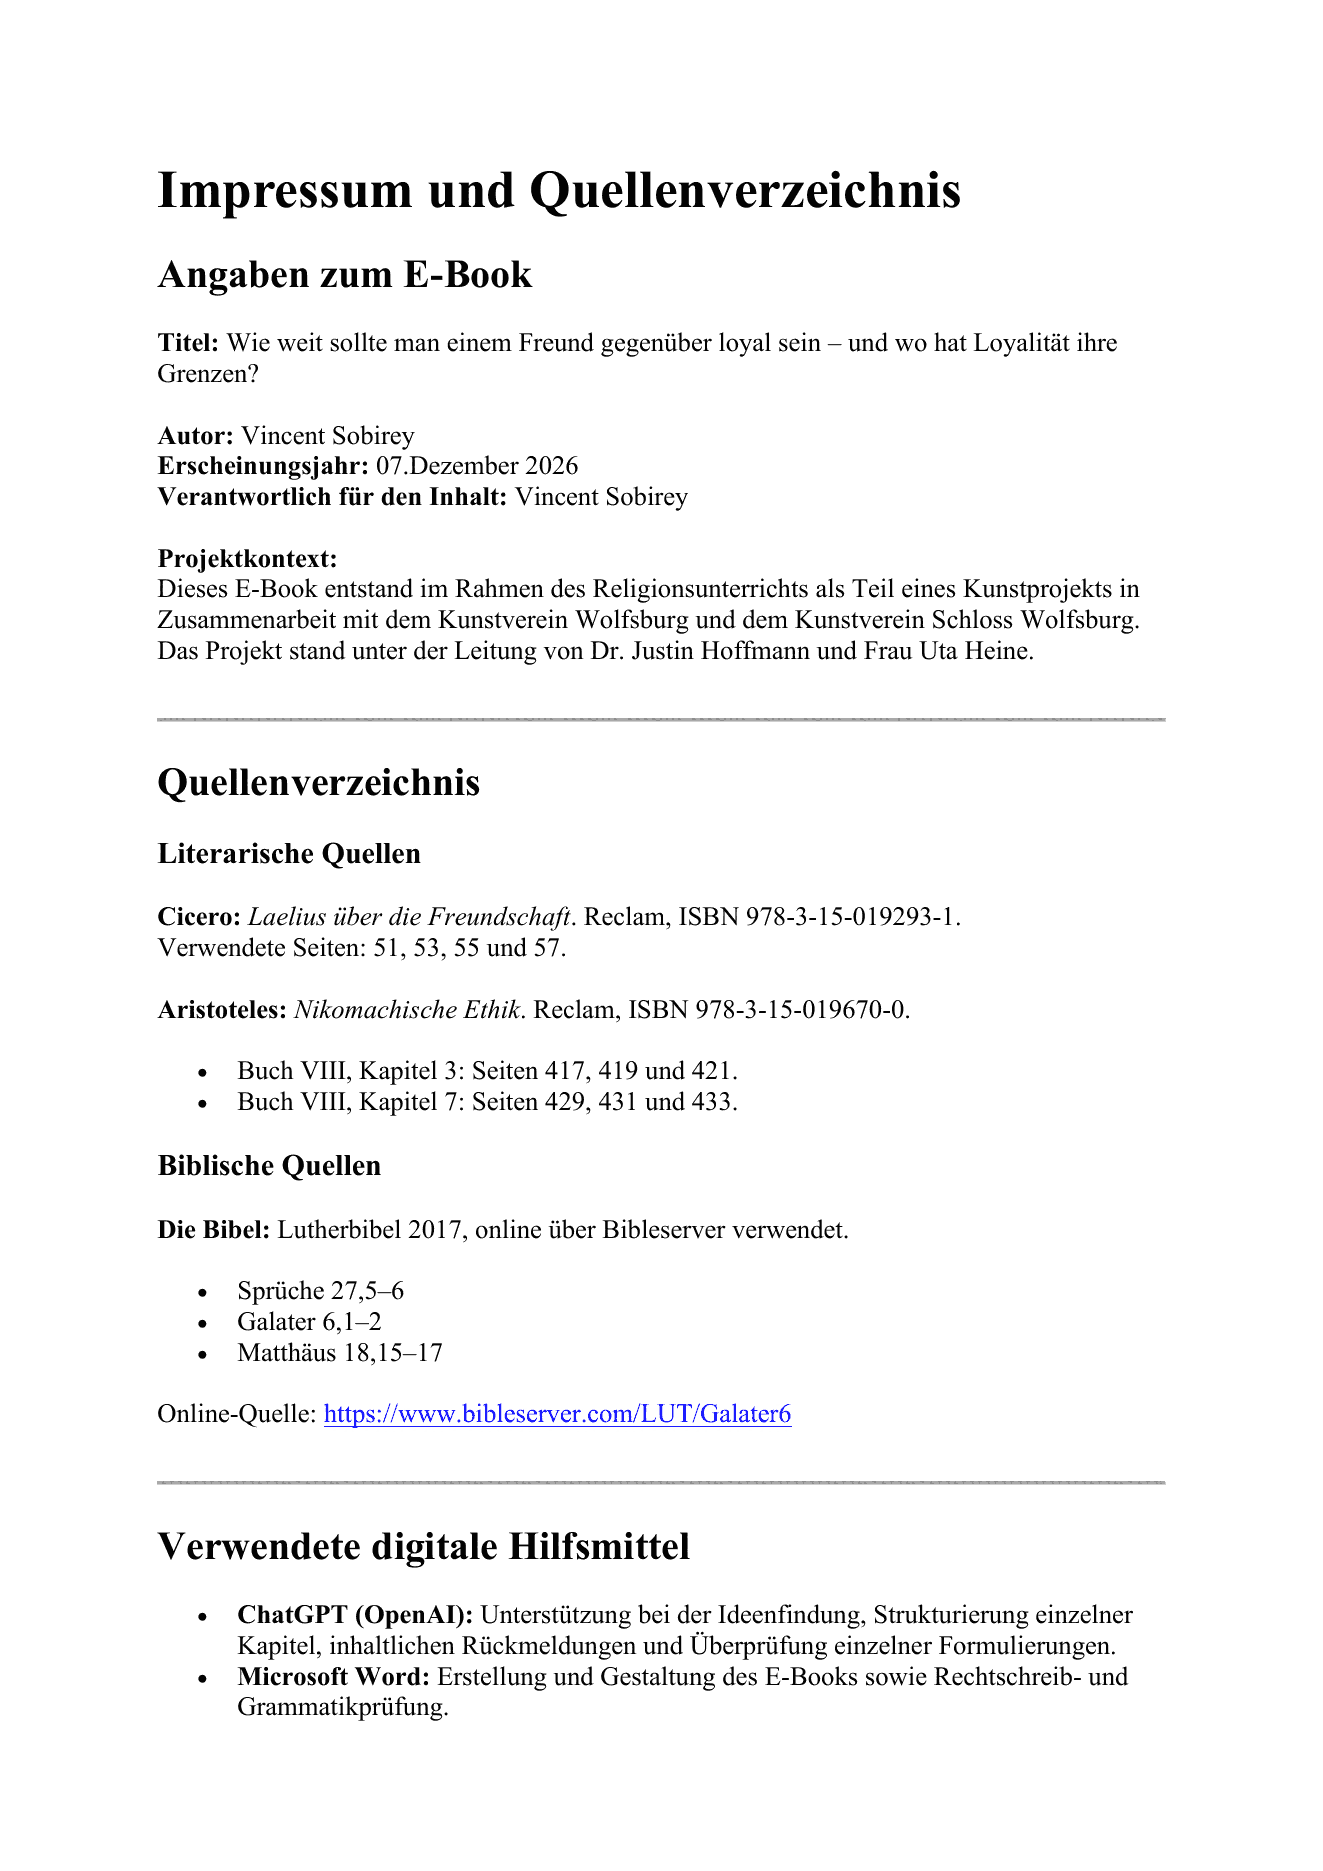 Impressum und Quellenverzeichnis
Angaben zum E-Book
Titel: Wie weit sollte man einem Freund gegenüber loyal sein – und wo hat Loyalität ihre
Grenzen?
Autor: Vincent Sobirey
Erscheinungsjahr: 07.Dezember 2026
Verantwortlich für den Inhalt: Vincent Sobirey
Projektkontext:
Dieses E-Book entstand im Rahmen des Religionsunterrichts als Teil eines Kunstprojekts in
Zusammenarbeit mit dem Kunstverein Wolfsburg und dem Kunstverein Schloss Wolfsburg.
Das Projekt stand unter der Leitung von Dr. Justin Hoffmann und Frau Uta Heine.
Quellenverzeichnis
Literarische Quellen
Cicero: Laelius über die Freundschaft. Reclam, ISBN 978-3-15-019293-1.
Verwendete Seiten: 51, 53, 55 und 57.
Aristoteles: Nikomachische Ethik. Reclam, ISBN 978-3-15-019670-0.
• Buch VIII, Kapitel 3: Seiten 417, 419 und 421.
• Buch VIII, Kapitel 7: Seiten 429, 431 und 433.
Biblische Quellen
Die Bibel: Lutherbibel 2017, online über Bibleserver verwendet.
• Sprüche 27,5–6
• Galater 6,1–2
• Matthäus 18,15–17
Online-Quelle: https://www.bibleserver.com/LUT/Galater6
Verwendete digitale Hilfsmittel
• ChatGPT (OpenAI): Unterstützung bei der Ideenfindung, Strukturierung einzelner
Kapitel, inhaltlichen Rückmeldungen und Überprüfung einzelner Formulierungen.
• Microsoft Word: Erstellung und Gestaltung des E-Books sowie Rechtschreib- und
Grammatikprüfung.